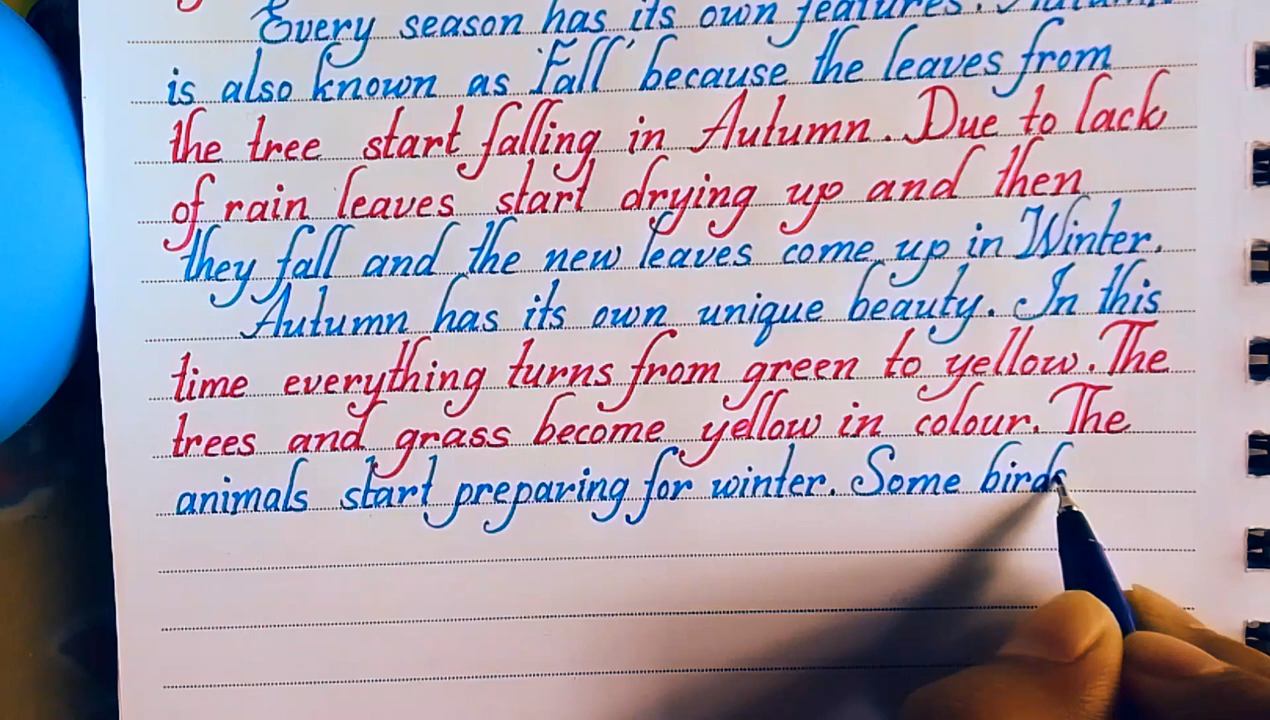 Every season has its own features. Autumn
is also known as 'Fall' because the leaves from
the tree start falling in Autumn. Due to lack
of rain leaves start drying up and then
they fall and the new leaves come up in Winter.
Autumn has its own unique beauty. In this
time everything turns from green to yellow. The
trees and grass become yellow in colour. The
animals start preparing for winter. Some birds